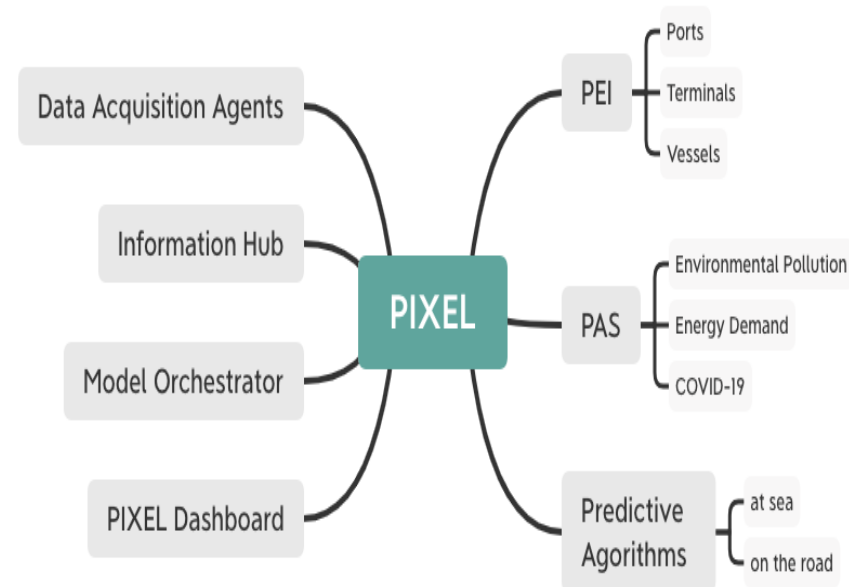 Data Acquisition Agents
Information Hub
Model Orchestrator
PIXEL Dashboard
PIXEL
PEI
Ports
Terminals
Vessels
PAS
Environmental Pollution
Energy Demand
COVID-19
Predictive
Agorithms
at sea
on the road